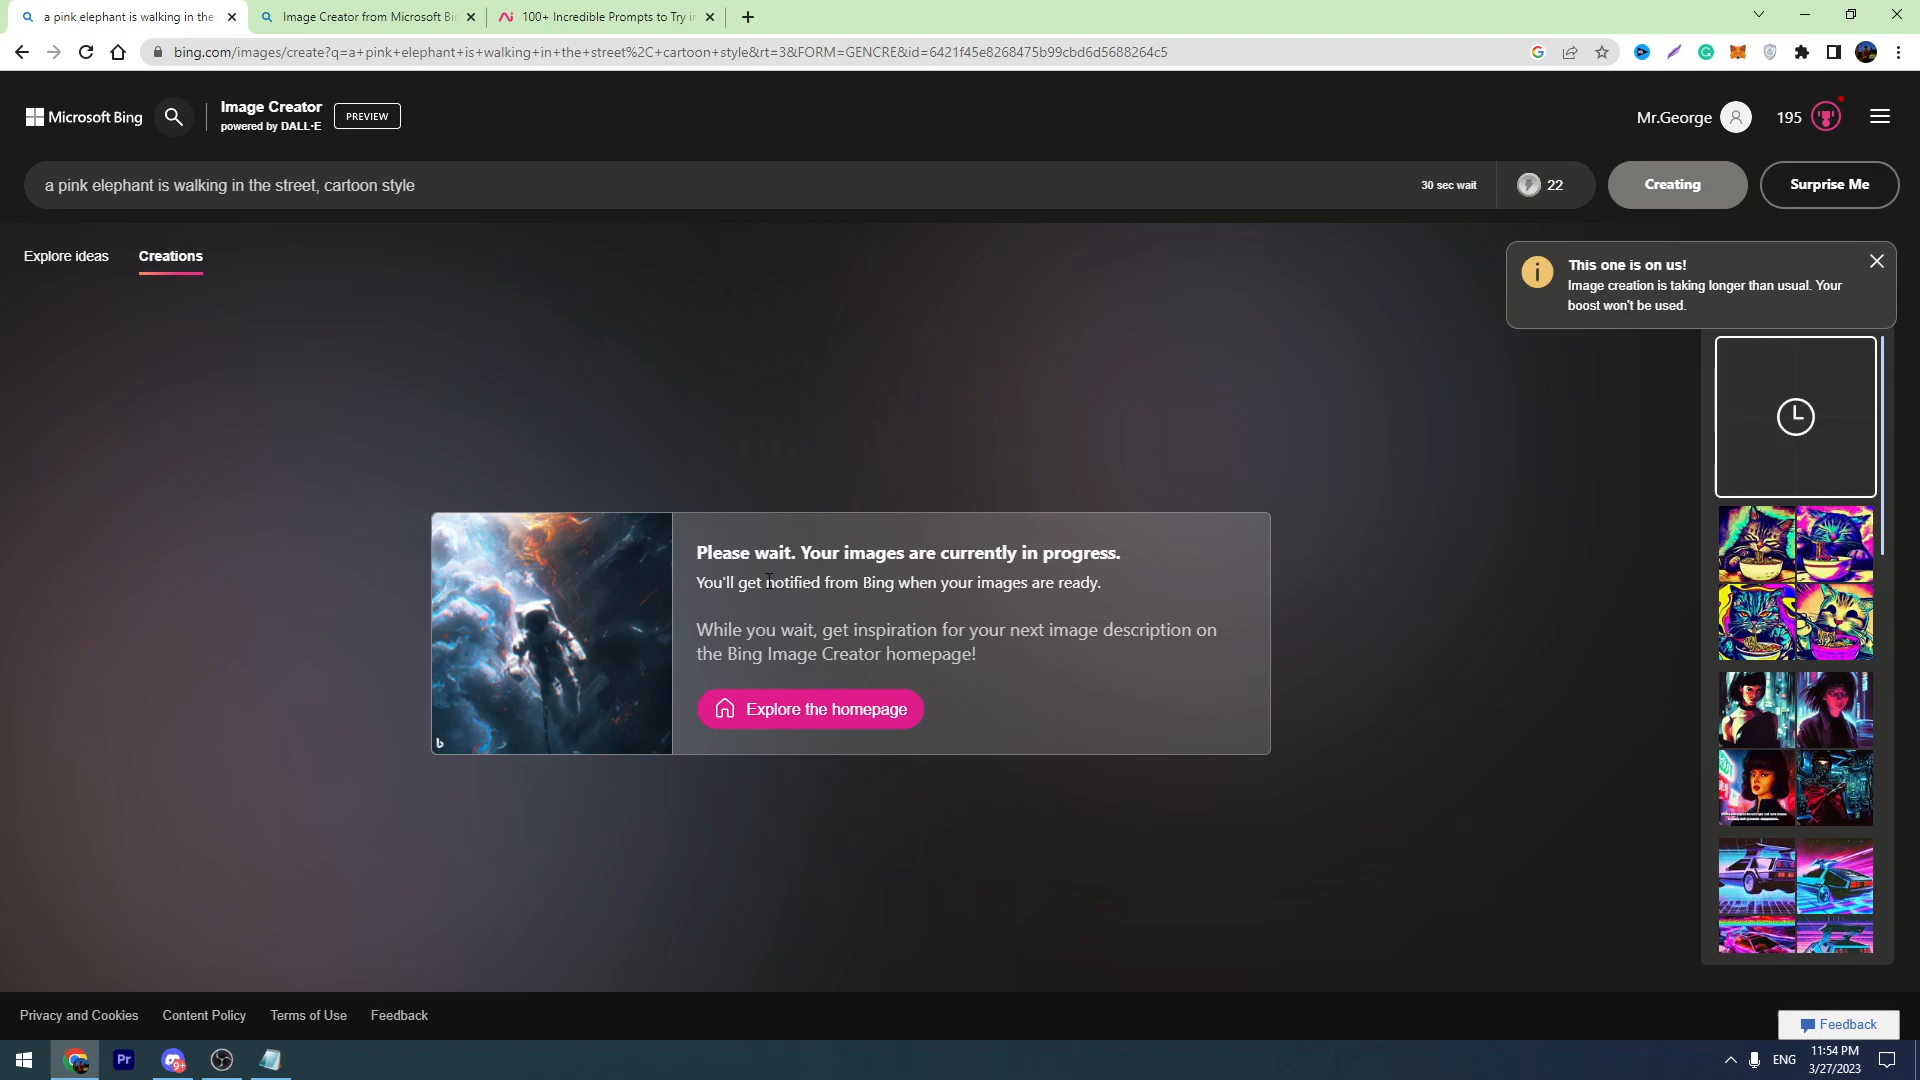 a pink elephant is walking in the
Image Creator from Microsoft Bi
100+ Incredible Prompts to Try i
bing.com/images/create?q=a+pink+elephant+is+walking+in+the+street%2C+cartoon+style&rt=3&FORM=GENCRE&id=6421f45e8268475b99cbd6d5688264c5
Microsoft Bing
Image Creator
powered by DALL·E
PREVIEW
Mr.George
195
a pink elephant is walking in the street, cartoon style
30 sec wait
22
Creating
Surprise Me
Explore ideas
Creations
This one is on us!
Image creation is taking longer than usual. Your
boost won't be used.
Please wait. Your images are currently in progress.
You'll get notified from Bing when your images are ready.
While you wait, get inspiration for your next image description on
the Bing Image Creator homepage!
Explore the homepage
Privacy and Cookies
Content Policy
Terms of Use
Feedback
Feedback
Pr
9+
ENG
11:54 PM
3/27/2023